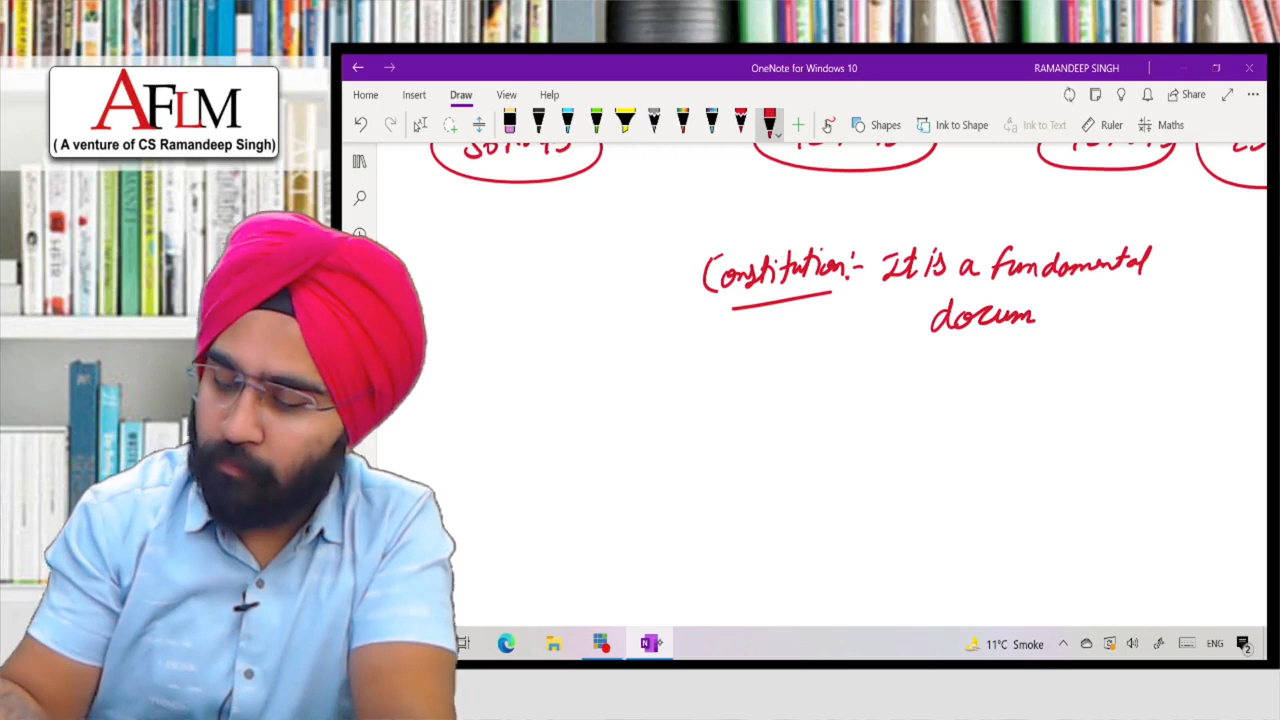 AFLM
( A venture of CS Ramandeep Singh)
OneNote for Windows 10
RAMANDEEP SINGH
Home Insert Draw View Help
Share
Shapes Ink to Shape Ink to Text Ruler Maths
Constitution:- It is a fundamental
docum
11°C Smoke
ENG
2